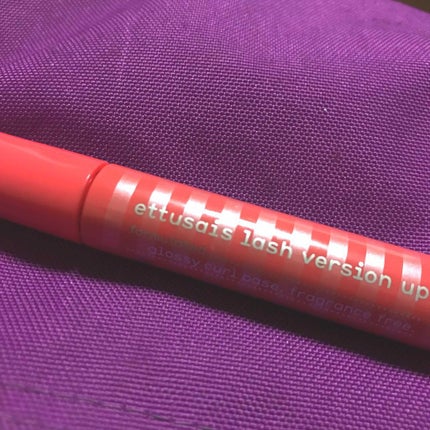 ettusais lash version up
glossy curl base, fragrance free.